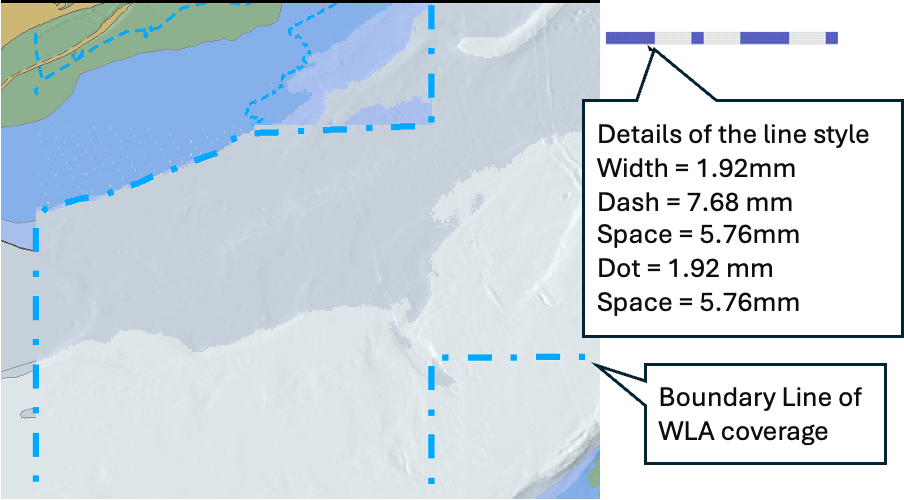 Details of the line style
Width = 1.92mm
Dash = 7.68 mm
Space = 5.76mm
Dot = 1.92 mm
Space = 5.76mm
Boundary Line of
WLA coverage